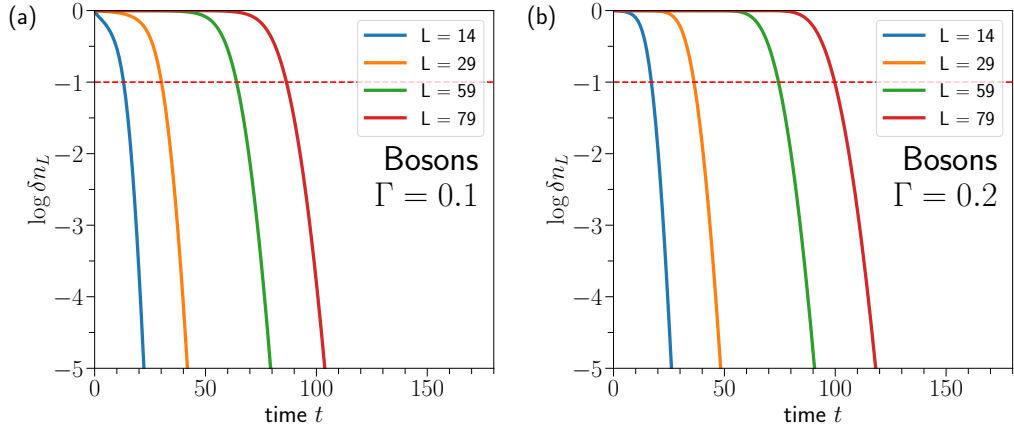 (a)
log δn_L
0
−1
−2
−3
−4
−5
L = 14
L = 29
L = 59
L = 79
Bosons
Γ = 0.1
0 50 100 150
time t
(b)
log δn_L
0
−1
−2
−3
−4
−5
L = 14
L = 29
L = 59
L = 79
Bosons
Γ = 0.2
0 50 100 150
time t